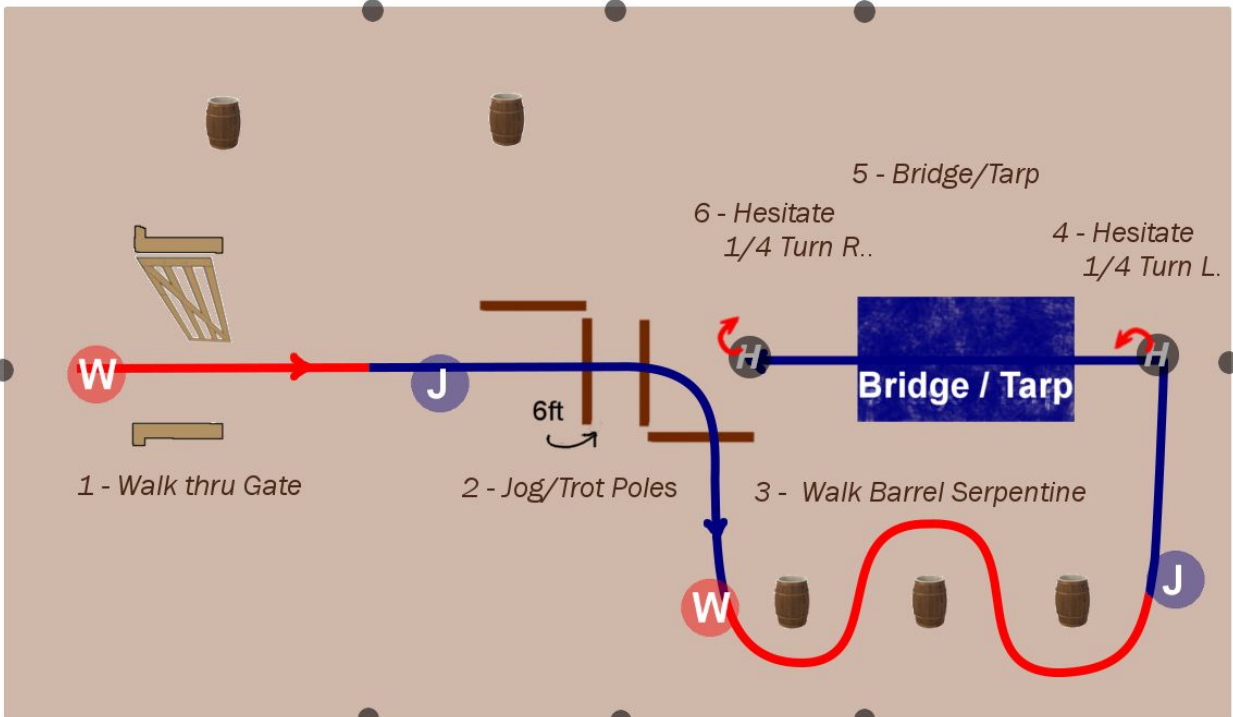 5 - Bridge/Tarp
6 - Hesitate
1/4 Turn R..
4 - Hesitate
1/4 Turn L.
W
J
H
H
Bridge / Tarp
6ft
1 - Walk thru Gate
2 - Jog/Trot Poles
3 - Walk Barrel Serpentine
W
J